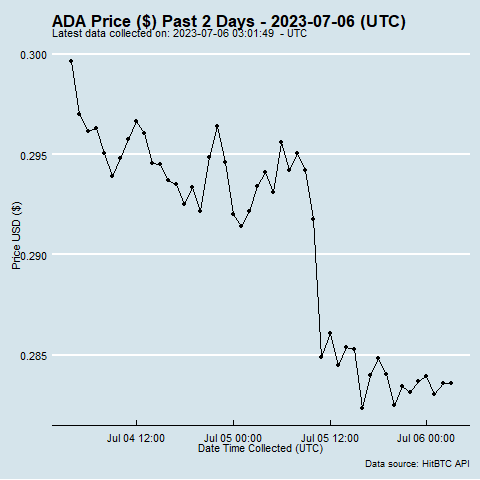 ADA Price ($) Past 2 Days - 2023-07-06 (UTC)
Latest data collected on: 2023-07-06 03:01:49  - UTC
0.300
0.295
0.290
0.285
Price USD ($)
Jul 04 12:00
Jul 05 00:00
Jul 05 12:00
Jul 06 00:00
Date Time Collected (UTC)
Data source: HitBTC API